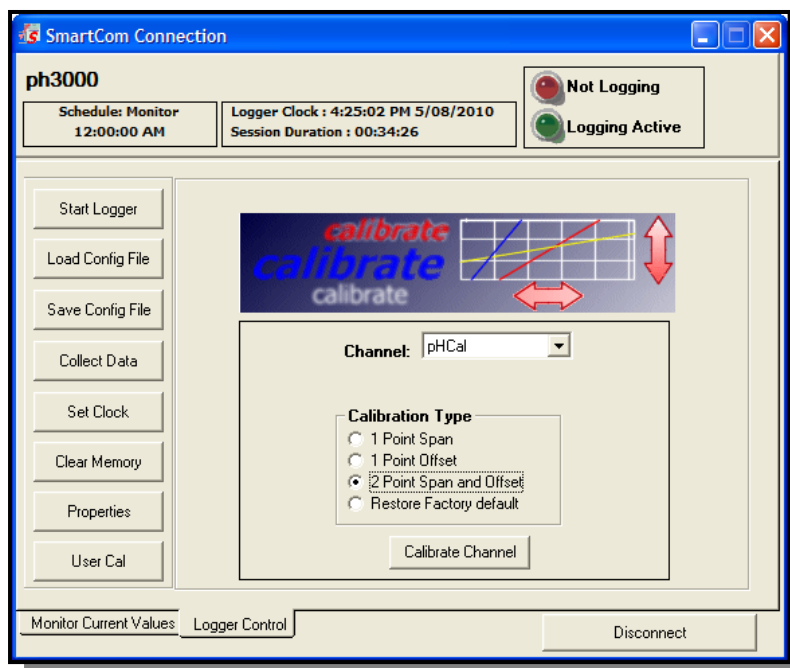 SmartCom Connection
ph3000
Schedule: Monitor
12:00:00 AM
Logger Clock : 4:25:02 PM 5/08/2010
Session Duration : 00:34:26
Not Logging
Logging Active
Start Logger
Load Config File
Save Config File
Collect Data
Set Clock
Clear Memory
Properties
User Cal
calibrate
calibrate
calibrate
Channel: pHCal
Calibration Type
1 Point Span
1 Point Offset
2 Point Span and Offset
Restore Factory default
Calibrate Channel
Monitor Current Values
Logger Control
Disconnect